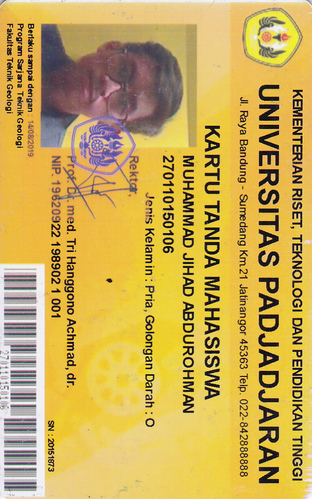 KEMENTERIAN RISET, TEKNOLOGI DAN PENDIDIKAN TINGGI
UNIVERSITAS PADJADJARAN
Jl. Raya Bandung - Sumedang Km.21 Jatinangor 45363 Telp. 022-842888888
KARTU TANDA MAHASISWA
MUHAMMAD JIHAD ABDUROHMAN
270110150106
Jenis Kelamin : Pria, Golongan Darah : O
Rektor,
Prof. Dr. med. Tri Hanggono Achmad, dr.
NIP. 19620922 198902 1 001
SN : 20151873
Berlaku sampai dengan : 14/08/2019
Program Sarjana Teknik Geologi
Fakultas Teknik Geologi
270110150106